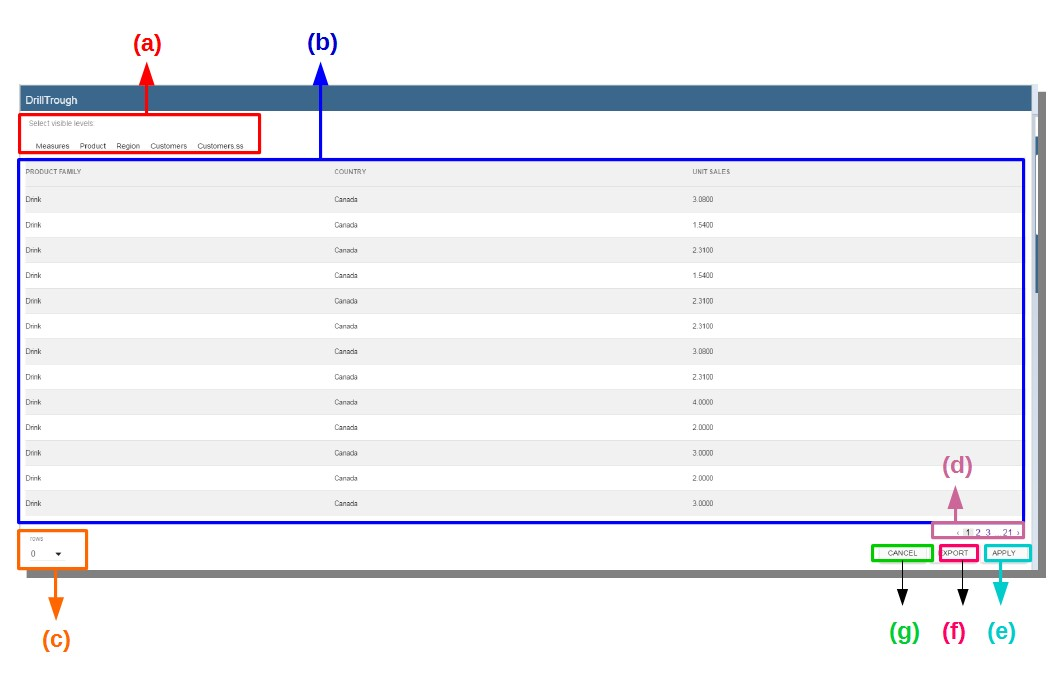 (a)
(b)
DrillTrough
Select visible levels
Measures Product Region Customers Customers.ss
PRODUCT FAMILY COUNTRY UNIT SALES
Drink Canada 3.0800
Drink Canada 1.5400
Drink Canada 2.3100
Drink Canada 1.5400
Drink Canada 2.3100
Drink Canada 2.3100
Drink Canada 3.0800
Drink Canada 2.3100
Drink Canada 4.0000
Drink Canada 2.0000
Drink Canada 3.0000
Drink Canada 2.0000
Drink Canada 3.0000
(d)
‹ 1 2 3 ... 21 ›
rows
0
CANCEL EXPORT APPLY
(c)
(g) (f) (e)